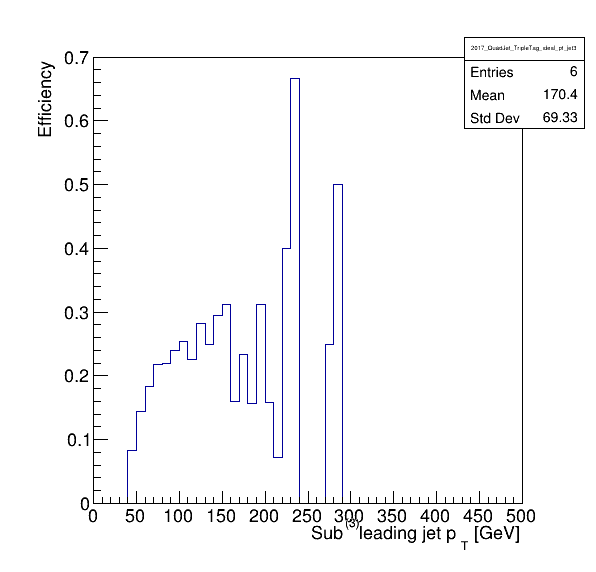 2017_QuadJet_TripleTag_ideal_pt_jet3
Entries 6
Mean 170.4
Std Dev 69.33
Efficiency
0.7
0.6
0.5
0.4
0.3
0.2
0.1
0
0 50 100 150 200 250 300 350 400 450 500
Sub(3)leading jet pT [GeV]